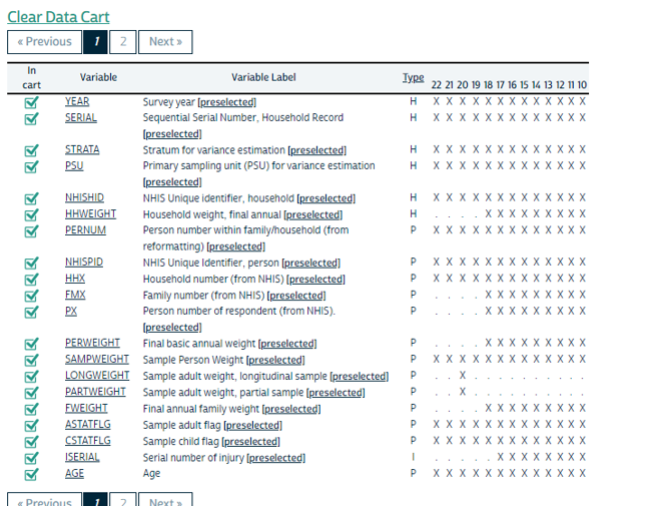 Clear Data Cart
« Previous 1 2 Next »
In cart Variable Variable Label Type 22 21 20 19 18 17 16 15 14 13 12 11 10
YEAR Survey year [preselected] H X X X X X X X X X X X X X
SERIAL Sequential Serial Number, Household Record H X X X X X X X X X X X X X
[preselected]
STRATA Stratum for variance estimation [preselected] H X X X X X X X X X X X X X
PSU Primary sampling unit (PSU) for variance estimation H X X X X X X X X X X X X X
[preselected]
NHISHID NHIS Unique identifier, household [preselected] H X X X X X X X X X X X X X
HHWEIGHT Household weight, final annual [preselected] H . . . . X X X X X X X X X
PERNUM Person number within family/household (from P X X X X X X X X X X X X X
reformatting) [preselected]
NHISPID NHIS Unique Identifier, person [preselected] P X X X X X X X X X X X X X
HHX Household number (from NHIS) [preselected] P X X X X X X X X X X X X X
FMX Family number (from NHIS) [preselected] P . . . . X X X X X X X X X
PX Person number of respondent (from NHIS). P . . . . X X X X X X X X X
[preselected]
PERWEIGHT Final basic annual weight [preselected] P . . . . X X X X X X X X X
SAMPWEIGHT Sample Person Weight [preselected] P X X X X X X X X X X X X X
LONGWEIGHT Sample adult weight, longitudinal sample [preselected] P . . X . . . . . . . . . .
PARTWEIGHT Sample adult weight, partial sample [preselected] P . . X . . . . . . . . . .
FWEIGHT Final annual family weight [preselected] P . . . . X X X X X X X X X
ASTATFLG Sample adult flag [preselected] P X X X X X X X X X X X X X
CSTATFLG Sample child flag [preselected] P X X X X X X X X X X X X X
ISERIAL Serial number of injury [preselected] I . . . . . X X X X X X X X
AGE Age P X X X X X X X X X X X X X
« Previous 1 2 Next »